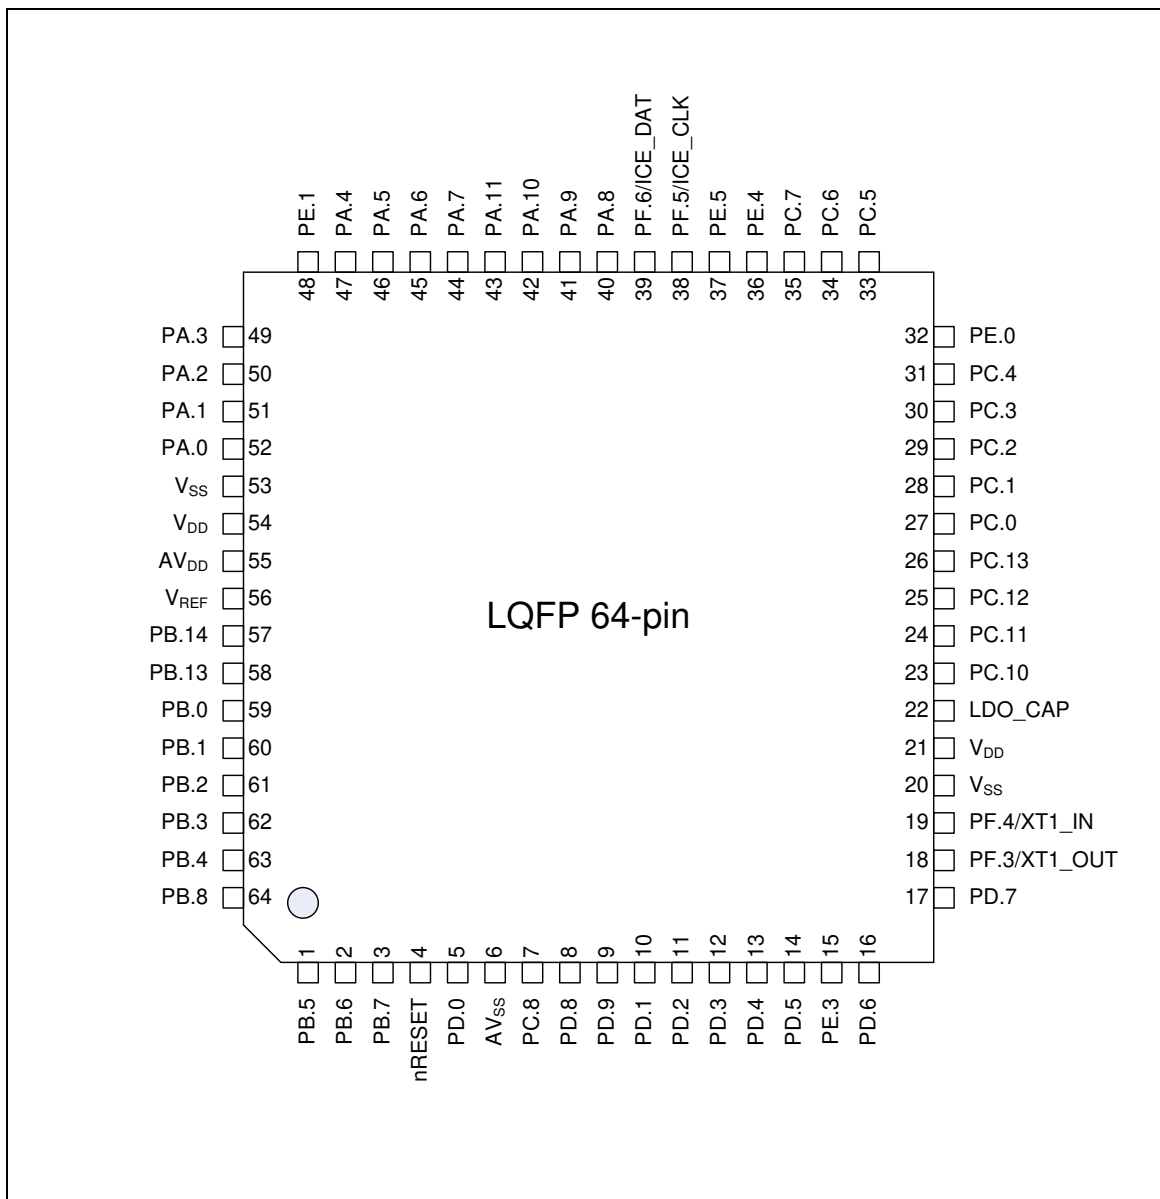 PE.1 PA.4 PA.5 PA.6 PA.7 PA.11 PA.10 PA.9 PA.8 PF.6/ICE_DAT PF.5/ICE_CLK PE.5 PE.4 PC.7 PC.6 PC.5
48 47 46 45 44 43 42 41 40 39 38 37 36 35 34 33
PA.3 49 32 PE.0
PA.2 50 31 PC.4
PA.1 51 30 PC.3
PA.0 52 29 PC.2
VSS 53 28 PC.1
VDD 54 27 PC.0
AVDD 55 26 PC.13
VREF 56 25 PC.12
LQFP 64-pin
PB.14 57 24 PC.11
PB.13 58 23 PC.10
PB.0 59 22 LDO_CAP
PB.1 60 21 VDD
PB.2 61 20 VSS
PB.3 62 19 PF.4/XT1_IN
PB.4 63 18 PF.3/XT1_OUT
PB.8 64 17 PD.7
1 2 3 4 5 6 7 8 9 10 11 12 13 14 15 16
PB.5 PB.6 PB.7 nRESET PD.0 AVSS PC.8 PD.8 PD.9 PD.1 PD.2 PD.3 PD.4 PD.5 PE.3 PD.6